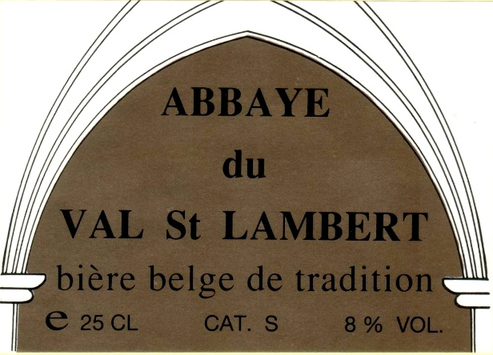 ABBAYE
du
VAL St LAMBERT
bière belge de tradition
e 25 CL CAT. S 8 % VOL.